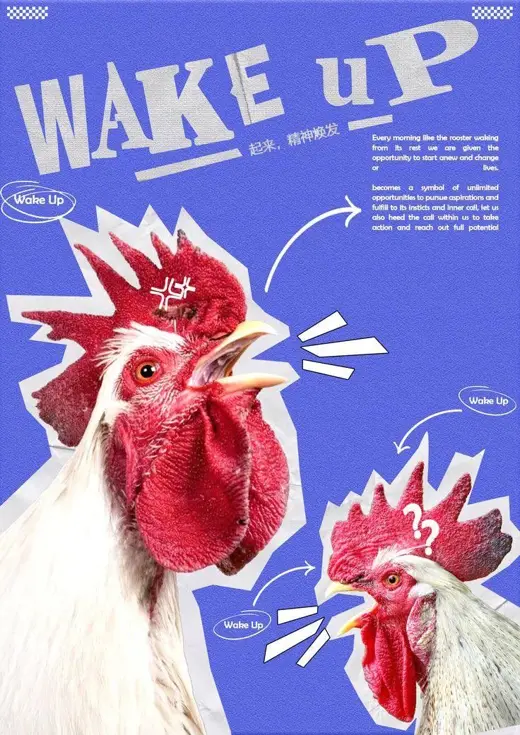 WAKE uP
起来，精神焕发
Every morning like the rooster waking
from its rest we are given the
opportunity to start anew and change
or lives.
becomes a symbol of unlimited
opportunities to pursue aspirations and
fulfill to its insticts and inner call, let us
also heed the call within us to take
action and reach out full potential
Wake Up
Wake Up
??
Wake Up